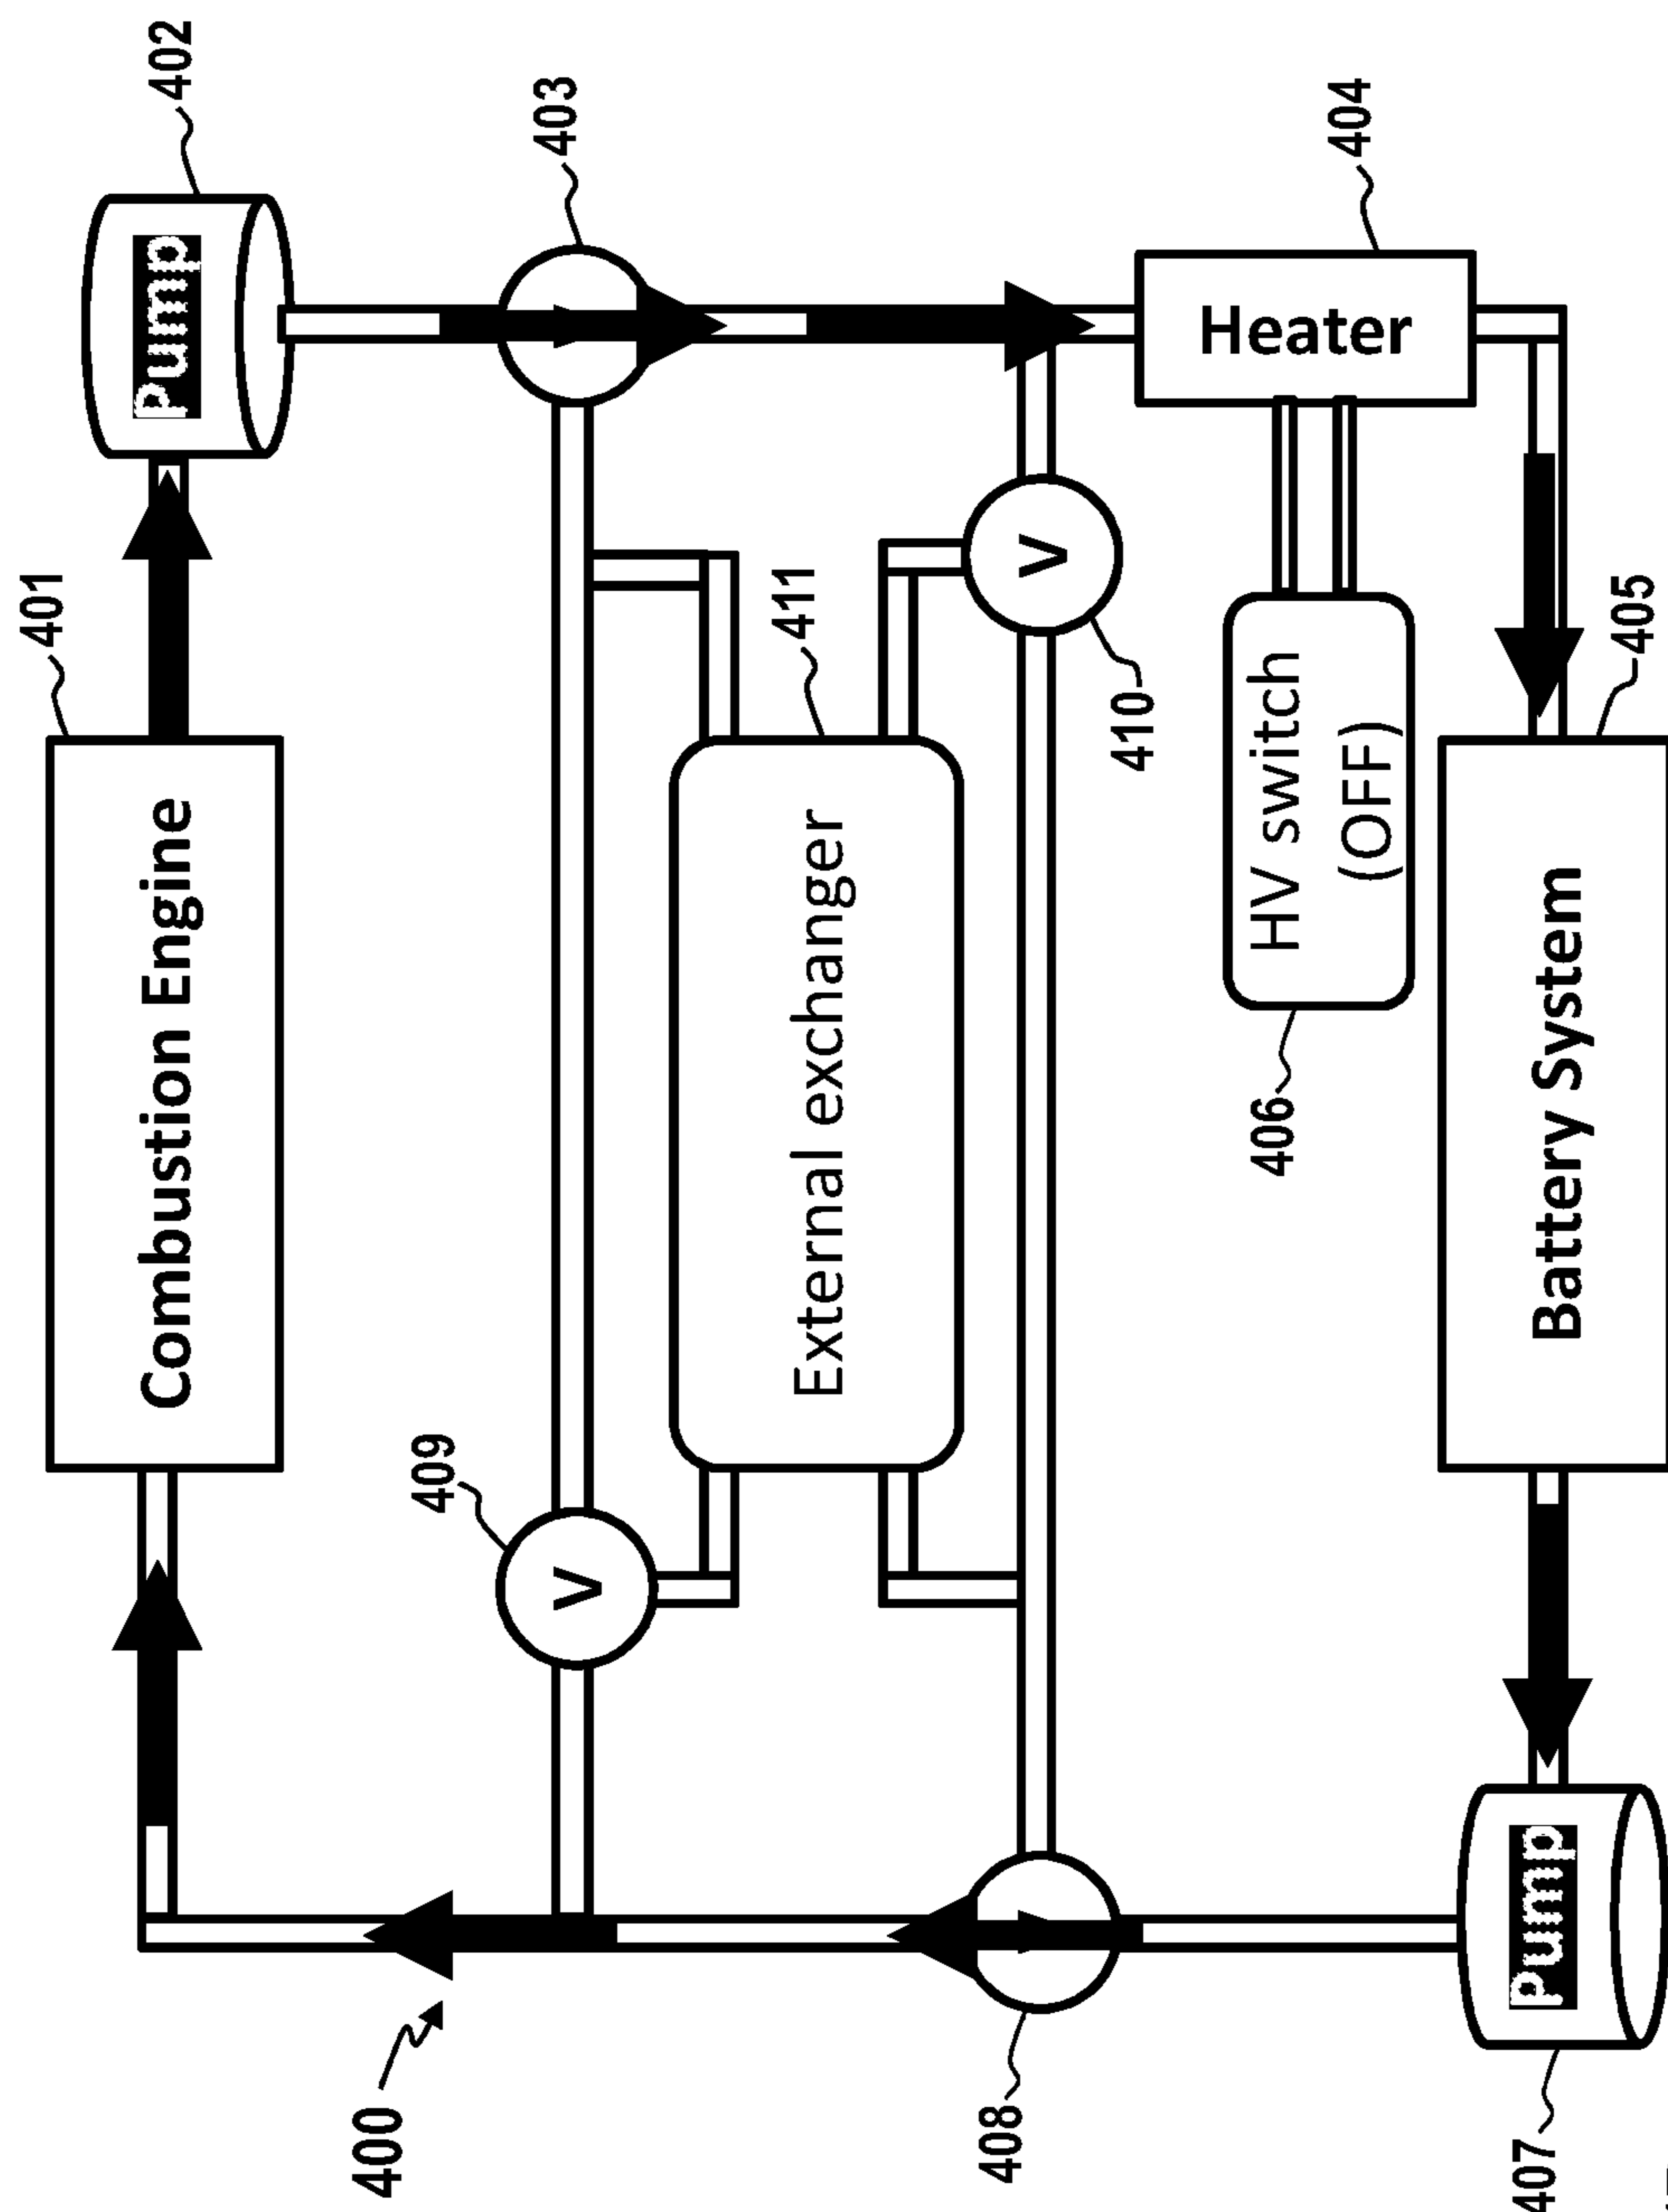 401
Combustion Engine
402
Pump
400
409
V
403
External exchanger
411
408
V
410
406
HV switch
(OFF)
Heater
404
Battery System
405
Pump
407